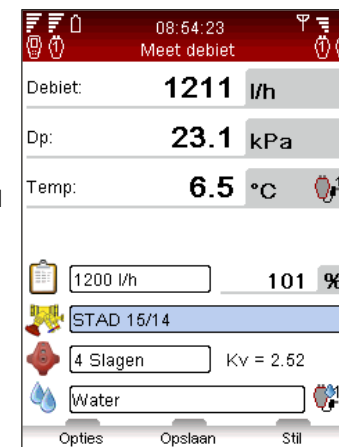 08:54:23
Meet debiet
Debiet: 1211 l/h
Dp: 23.1 kPa
Temp: 6.5 °C
1200 l/h 101 %
STAD 15/14
4 Slagen Kv = 2.52
Water
Opties Opslaan Stil